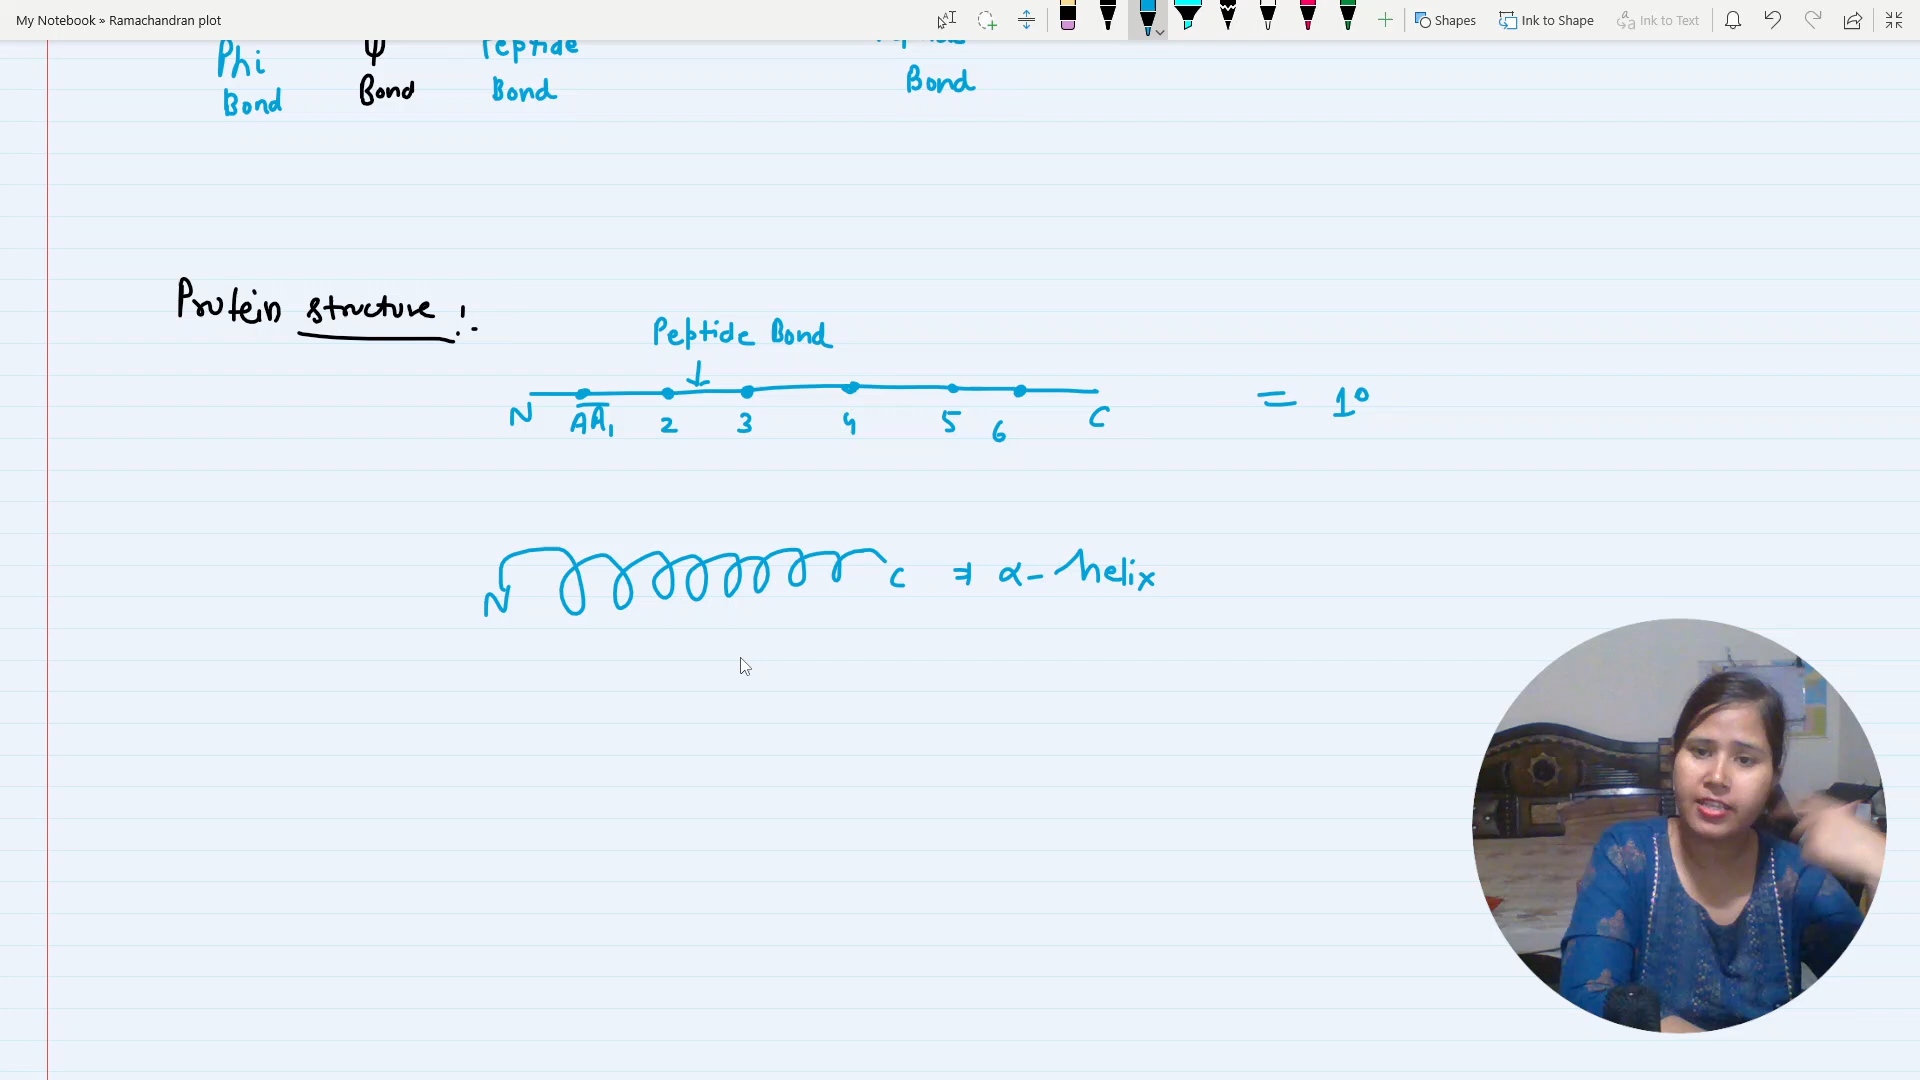 My Notebook » Ramachandran plot
Shapes Ink to Shape Ink to Text
Phi ψ Peptide
Bond Bond Bond Bond
Protein structure :-
Peptide Bond
N AA1 2 3 4 5 6 C = 1°
N C ⇒ α- helix